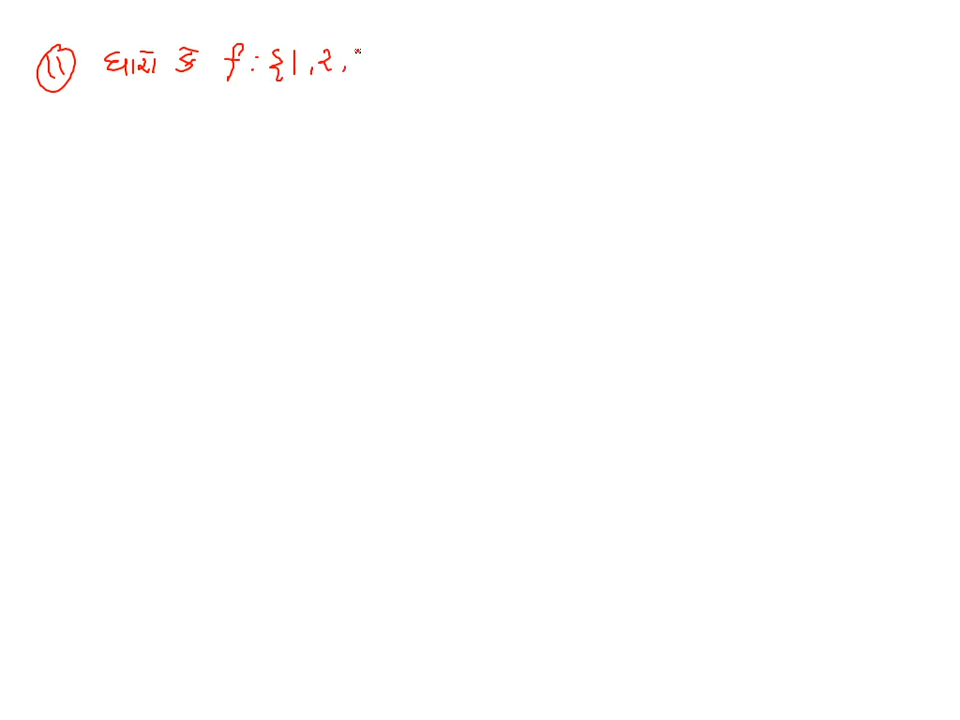 (11) ધારો કે f : {1, 2,